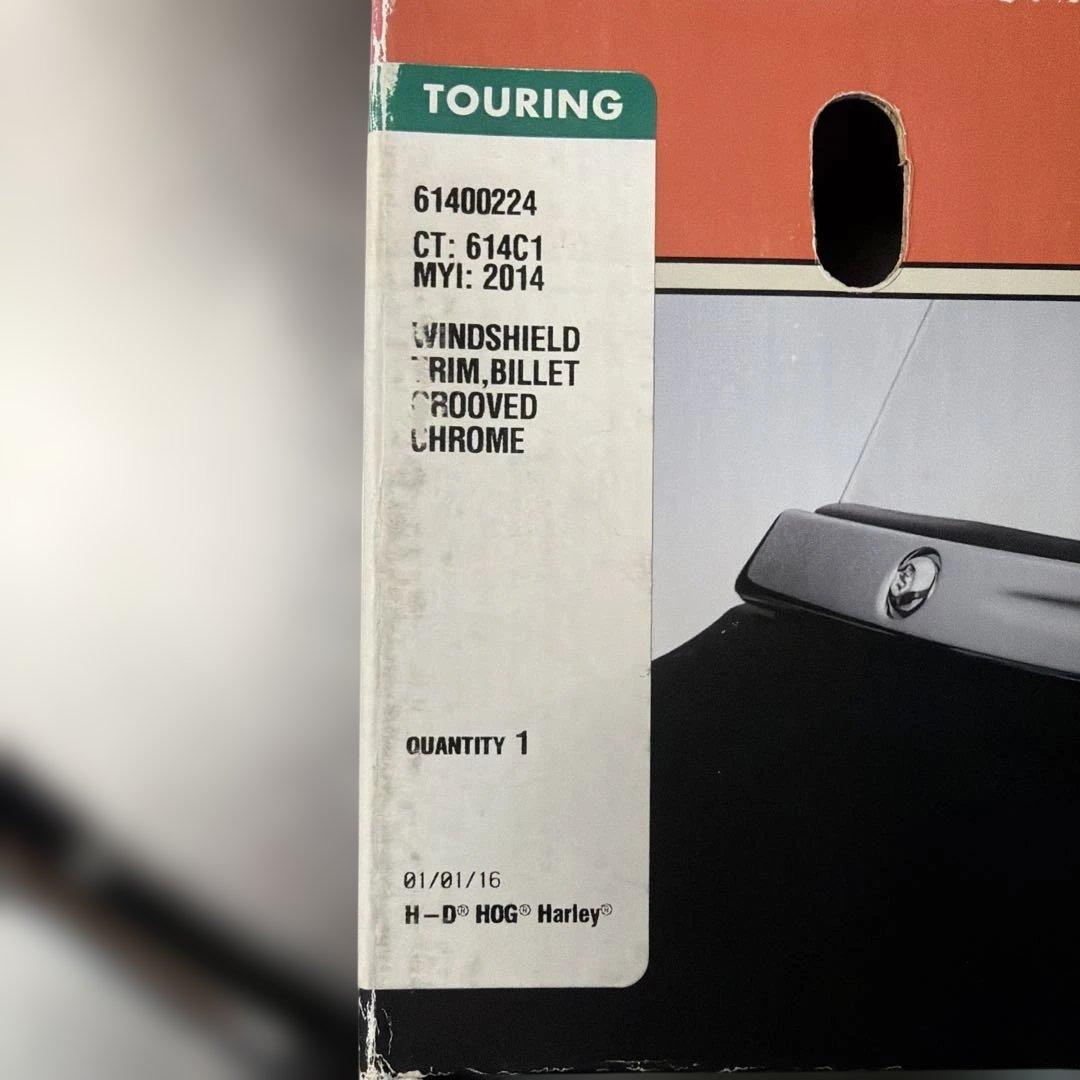 TOURING
61400224
CT: 614C1
MYI: 2014
WINDSHIELD
TRIM,BILLET
GROOVED
CHROME
QUANTITY 1
01/01/16
H–D® HOG® Harley®